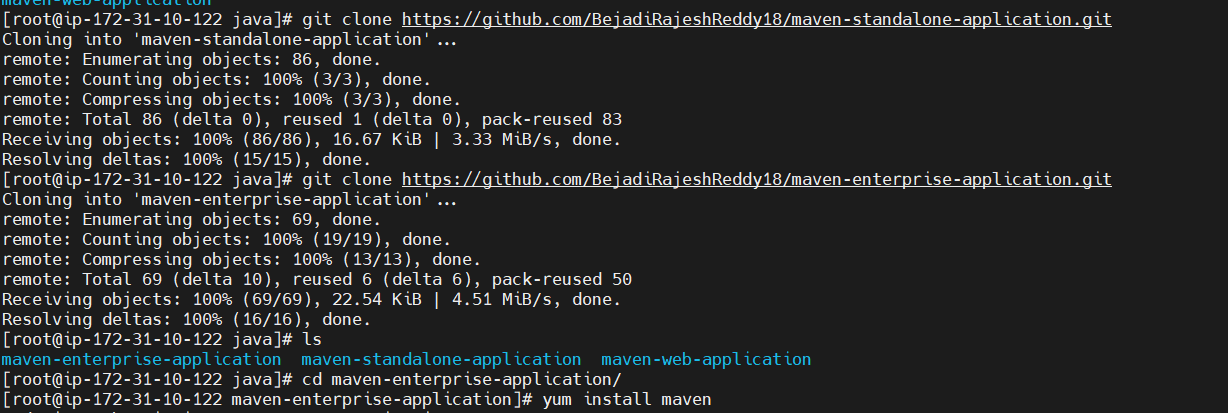 maven-web-application
[root@ip-172-31-10-122 java]# git clone https://github.com/BejadiRajeshReddy18/maven-standalone-application.git
Cloning into 'maven-standalone-application'...
remote: Enumerating objects: 86, done.
remote: Counting objects: 100% (3/3), done.
remote: Compressing objects: 100% (3/3), done.
remote: Total 86 (delta 0), reused 1 (delta 0), pack-reused 83
Receiving objects: 100% (86/86), 16.67 KiB | 3.33 MiB/s, done.
Resolving deltas: 100% (15/15), done.
[root@ip-172-31-10-122 java]# git clone https://github.com/BejadiRajeshReddy18/maven-enterprise-application.git
Cloning into 'maven-enterprise-application'...
remote: Enumerating objects: 69, done.
remote: Counting objects: 100% (19/19), done.
remote: Compressing objects: 100% (13/13), done.
remote: Total 69 (delta 10), reused 6 (delta 6), pack-reused 50
Receiving objects: 100% (69/69), 22.54 KiB | 4.51 MiB/s, done.
Resolving deltas: 100% (16/16), done.
[root@ip-172-31-10-122 java]# ls
maven-enterprise-application  maven-standalone-application  maven-web-application
[root@ip-172-31-10-122 java]# cd maven-enterprise-application/
[root@ip-172-31-10-122 maven-enterprise-application]# yum install maven